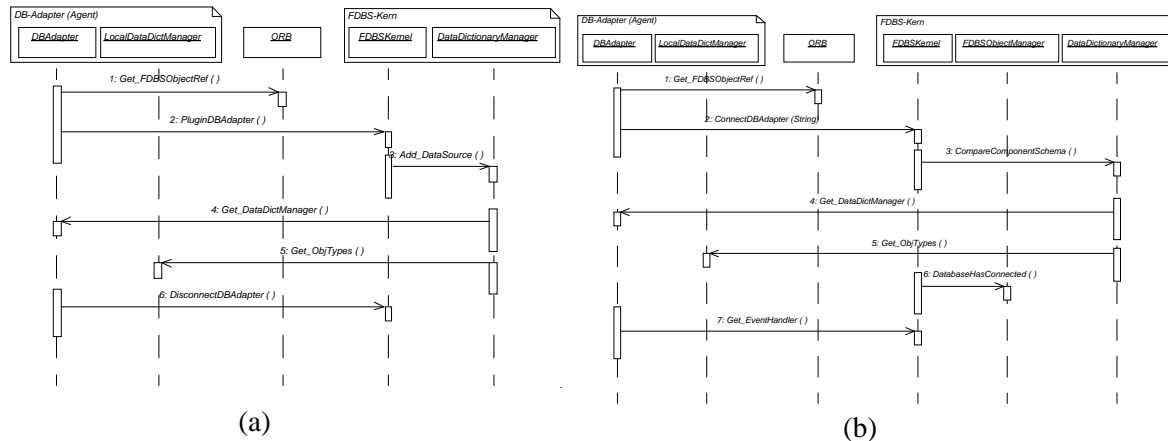 DB-Adapter (Agent)
FDBS-Kern
DBAdapter
LocalDataDictManager
ORB
FDBSKernel
DataDictionaryManager
1: Get_FDBSObjectRef ( )
2: PluginDBAdapter ( )
3: Add_DataSource ( )
4: Get_DataDictManager ( )
5: Get_ObjTypes ( )
6: DisconnectDBAdapter ( )
(a)
DB-Adapter (Agent)
FDBS-Kern
DBAdapter
LocalDataDictManager
ORB
FDBSKernel
FDBSObjectManager
DataDictionaryManager
1: Get_FDBSObjectRef ( )
2: ConnectDBAdapter (String)
3: CompareComponentSchema ( )
4: Get_DataDictManager ( )
5: Get_ObjTypes ( )
6: DatabaseHasConnected ( )
7: Get_EventHandler ( )
(b)